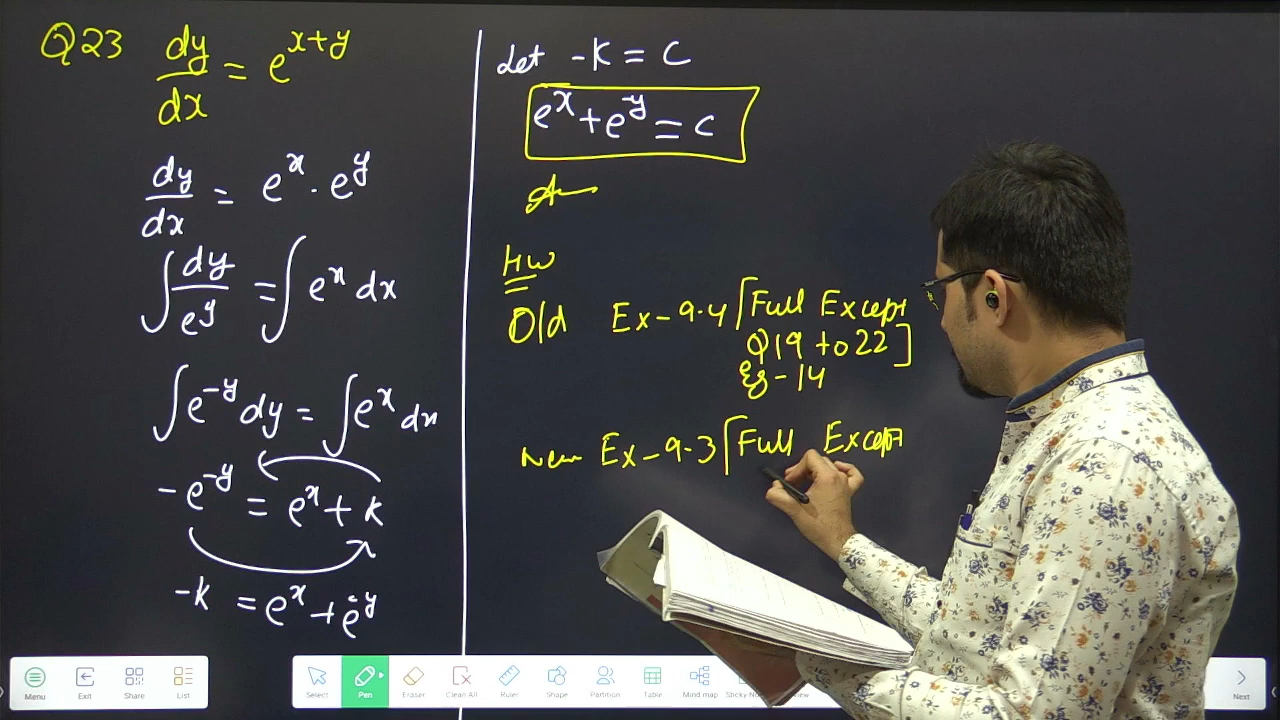 Q23 dy/dx = e^(x+y)
dy/dx = e^x . e^y
∫ dy/e^y = ∫ e^x dx
∫ e^-y dy = ∫ e^x dx
-e^-y = e^x + k
-k = e^x + e^-y
Let -k = c
e^x + e^-y = c
HW
Old Ex-9.4 [Full Except
Q19 to 22]
Eg-14
New Ex-9.3 [Full Except
Menu Exit Share List
Select Pen Eraser Clean All Ruler Shape Partition Table Mind map Sticky No
Next